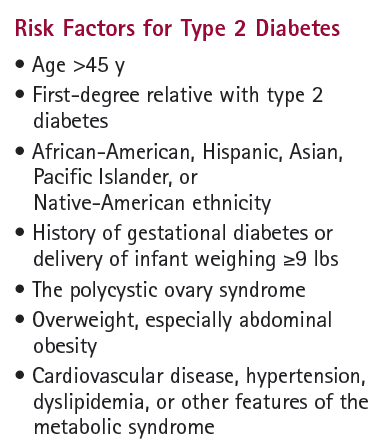 Risk Factors for Type 2 Diabetes
• Age >45 y
• First-degree relative with type 2
diabetes
• African-American, Hispanic, Asian,
Pacific Islander, or
Native-American ethnicity
• History of gestational diabetes or
delivery of infant weighing ≥9 lbs
• The polycystic ovary syndrome
• Overweight, especially abdominal
obesity
• Cardiovascular disease, hypertension,
dyslipidemia, or other features of the
metabolic syndrome